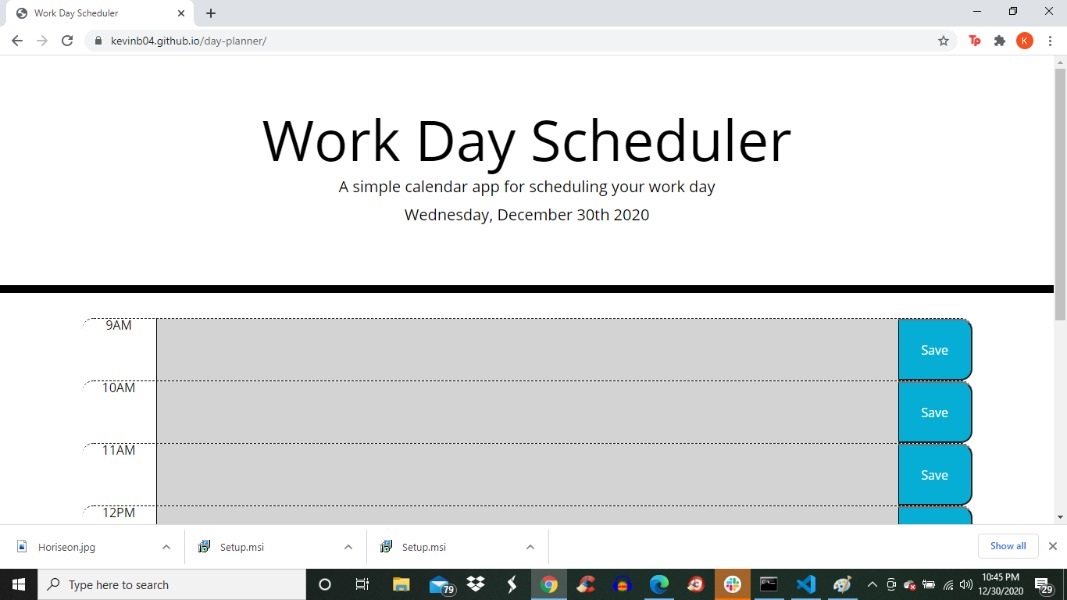 Work Day Scheduler
kevinb04.github.io/day-planner/
Tp
K
Work Day Scheduler
A simple calendar app for scheduling your work day
Wednesday, December 30th 2020
9AM
Save
10AM
Save
11AM
Save
12PM
Horiseon.jpg
Setup.msi
Setup.msi
Show all
Type here to search
79
10:45 PM
12/30/2020
29